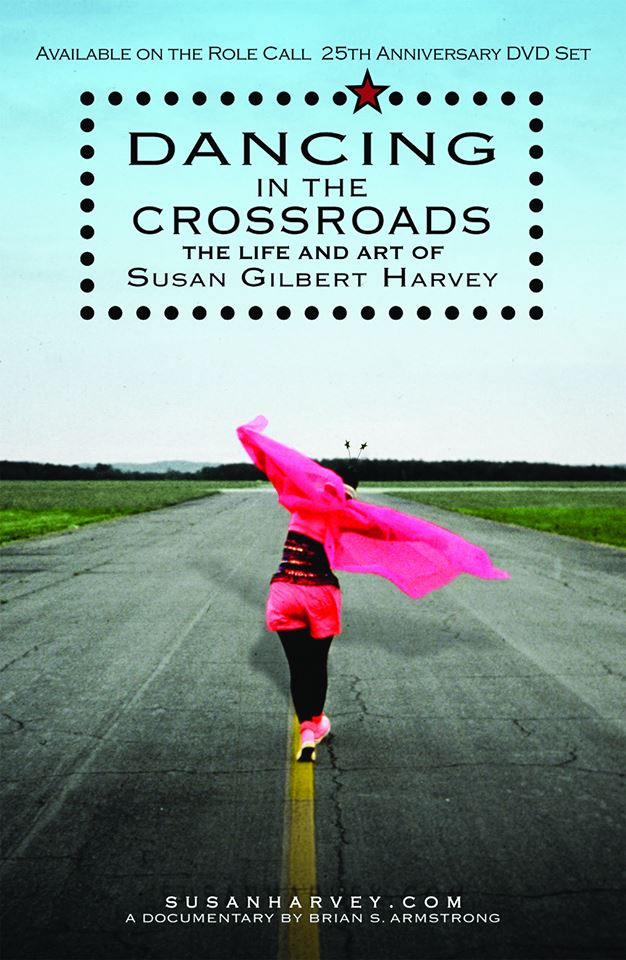 Available on the Role Call 25th Anniversary DVD Set
Dancing
in the
Crossroads
the life and art of
Susan Gilbert Harvey
susanharvey.com
a documentary by Brian S. Armstrong